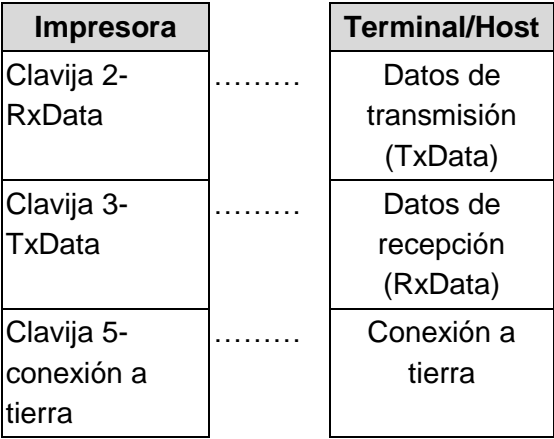 Impresora Terminal/Host
Clavija 2- ……… Datos de
RxData transmisión
(TxData)
Clavija 3- ……… Datos de
TxData recepción
(RxData)
Clavija 5- ……… Conexión a
conexión a tierra
tierra